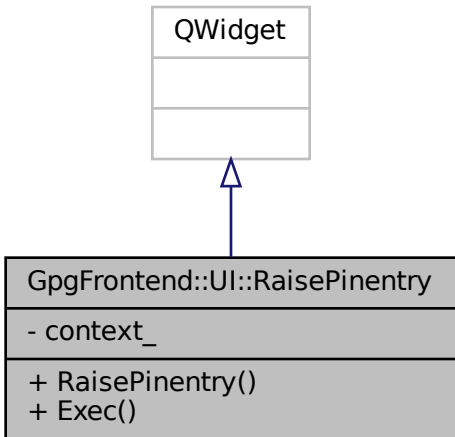 QWidget
GpgFrontend::UI::RaisePinentry
- context_
+ RaisePinentry()
+ Exec()